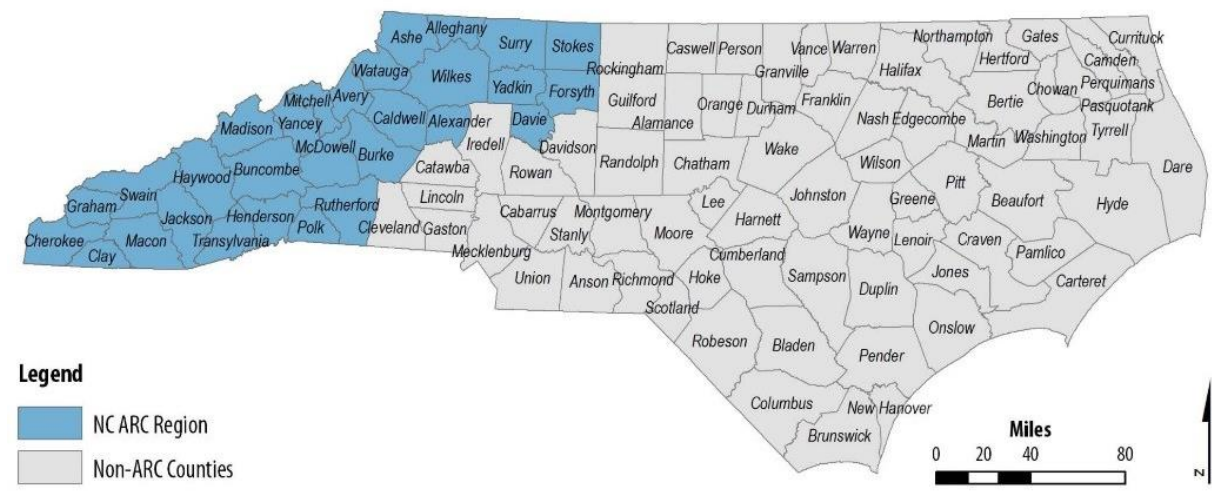 Ashe
Alleghany
Surry
Stokes
Rockingham
Caswell
Person
Granville
Vance
Warren
Northampton
Gates
Currituck
Halifax
Hertford
Camden
Watauga
Wilkes
Yadkin
Forsyth
Guilford
Alamance
Orange
Durham
Franklin
Bertie
Chowan
Perquimans
Pasquotank
Mitchell
Avery
Yancey
Caldwell
Alexander
Davie
Nash
Edgecombe
Martin
Washington
Tyrrell
Dare
Madison
McDowell
Burke
Iredell
Davidson
Catawba
Rowan
Randolph
Chatham
Wake
Wilson
Pitt
Beaufort
Hyde
Haywood
Buncombe
Swain
Graham
Jackson
Henderson
Rutherford
Lincoln
Cabarrus
Montgomery
Stanly
Moore
Lee
Harnett
Johnston
Greene
Wayne
Lenoir
Craven
Pamlico
Cherokee
Clay
Macon
Transylvania
Polk
Cleveland
Gaston
Mecklenburg
Union
Anson
Richmond
Hoke
Scotland
Cumberland
Sampson
Duplin
Jones
Carteret
Onslow
Robeson
Bladen
Pender
Columbus
New Hanover
Brunswick
Legend
NC ARC Region
Non-ARC Counties
Miles
0 20 40 80
N